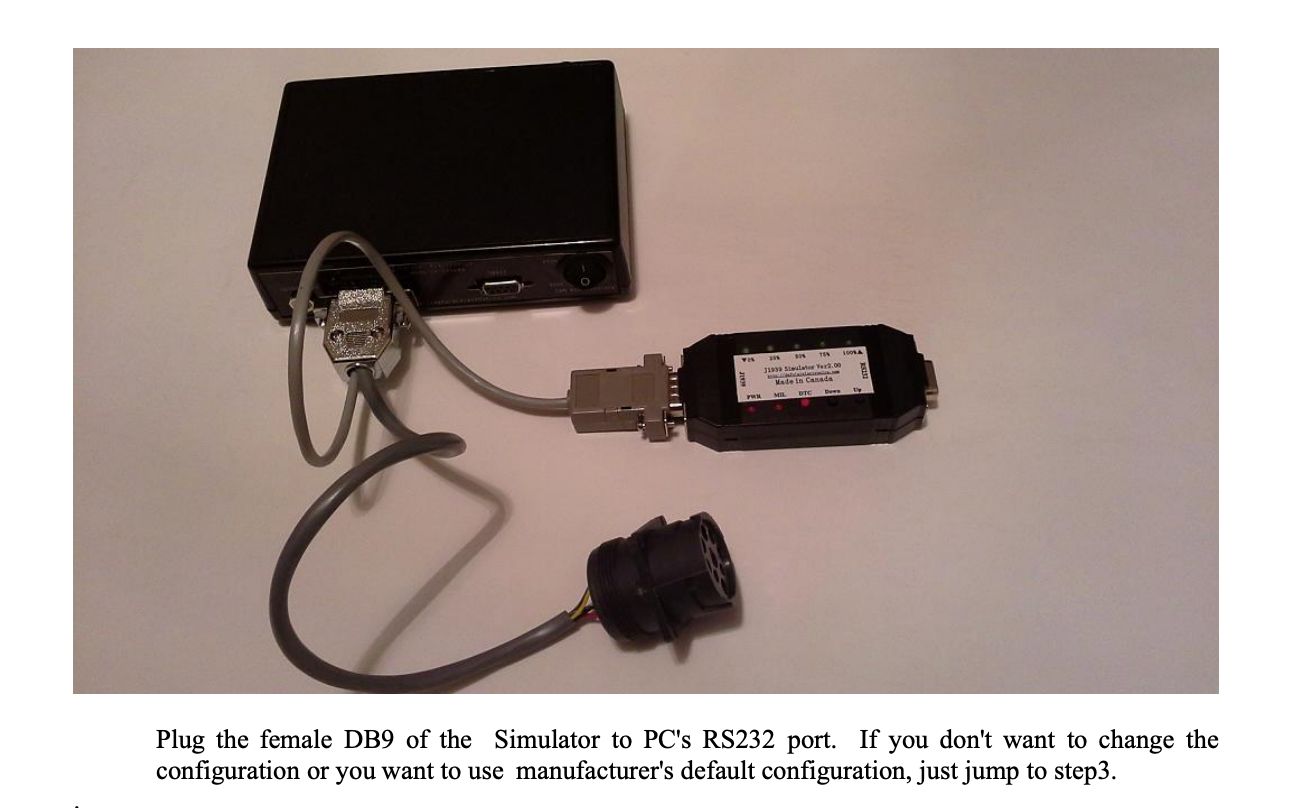 ▼0% 25% 50% 75% 100%▲
J1939 Simulator Ver2.00
Made in Canada
J1939
RS232
PWR MIL DTC Down Up
Plug the female DB9 of the Simulator to PC's RS232 port. If you don't want to change the
configuration or you want to use manufacturer's default configuration, just jump to step3.